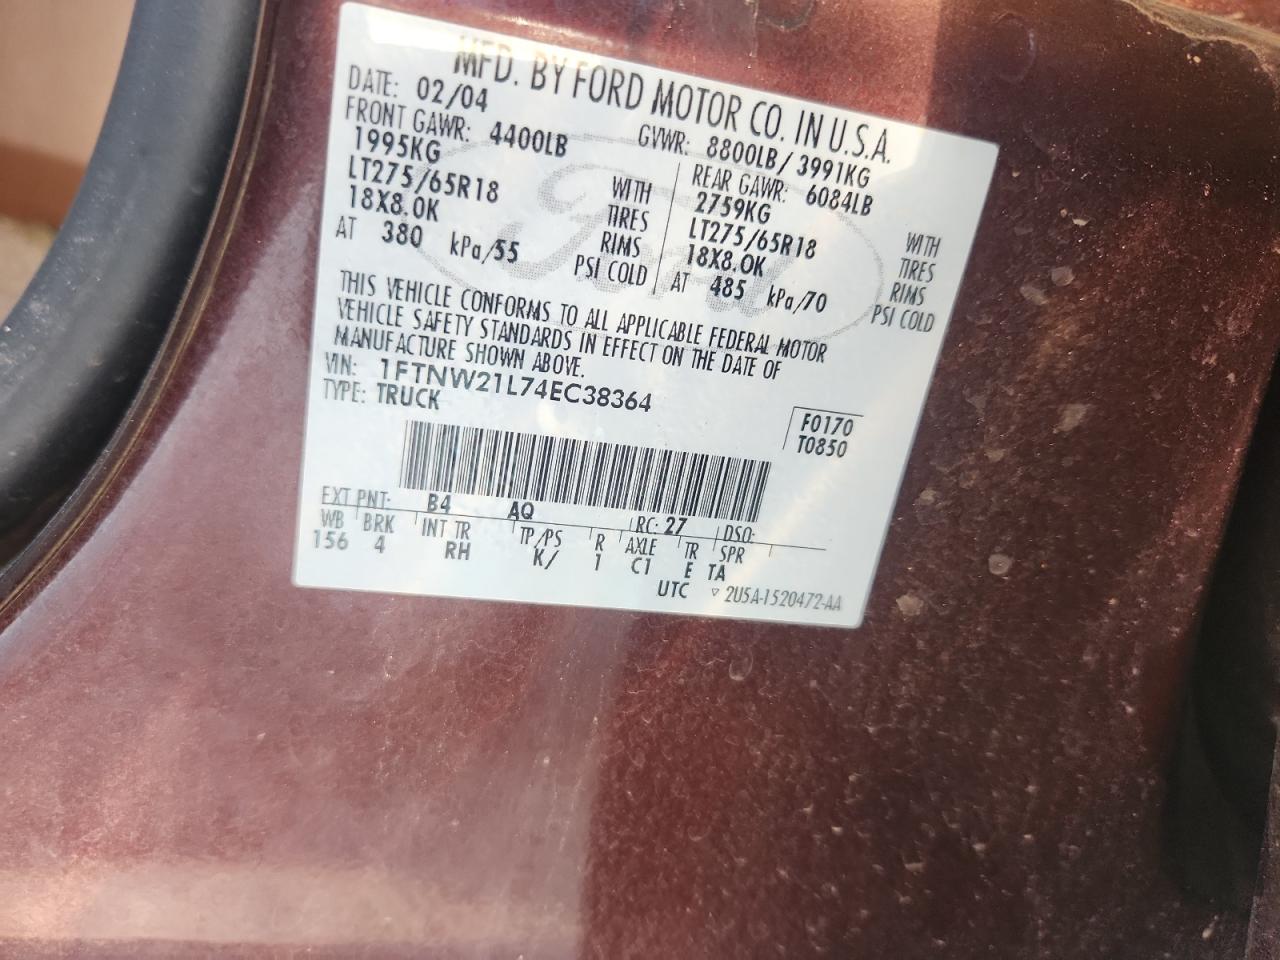 MFD. BY FORD MOTOR CO. IN U.S.A.
DATE: 02/04 GVWR: 8800LB/ 3991KG
FRONT GAWR: 4400LB REAR GAWR: 6084LB
1995KG WITH 2759KG WITH
LT275/65R18 TIRES LT275/65R18 TIRES
18X8.0K RIMS 18X8.0K RIMS
AT 380 kPa/55 PSI COLD AT 485 kPa/70 PSI COLD
THIS VEHICLE CONFORMS TO ALL APPLICABLE FEDERAL MOTOR
VEHICLE SAFETY STANDARDS IN EFFECT ON THE DATE OF
MANUFACTURE SHOWN ABOVE.
VIN: 1FTNW21L74EC38364
TYPE: TRUCK
F0170
T0850
EXT PNT: B4 AQ RC: 27 DSO:
WB BRK INT TR TP/PS R AXLE TR SPR
156 4 RH K/ 1 C1 E TA
UTC ▽ 2U5A-1520472-AA
Ford